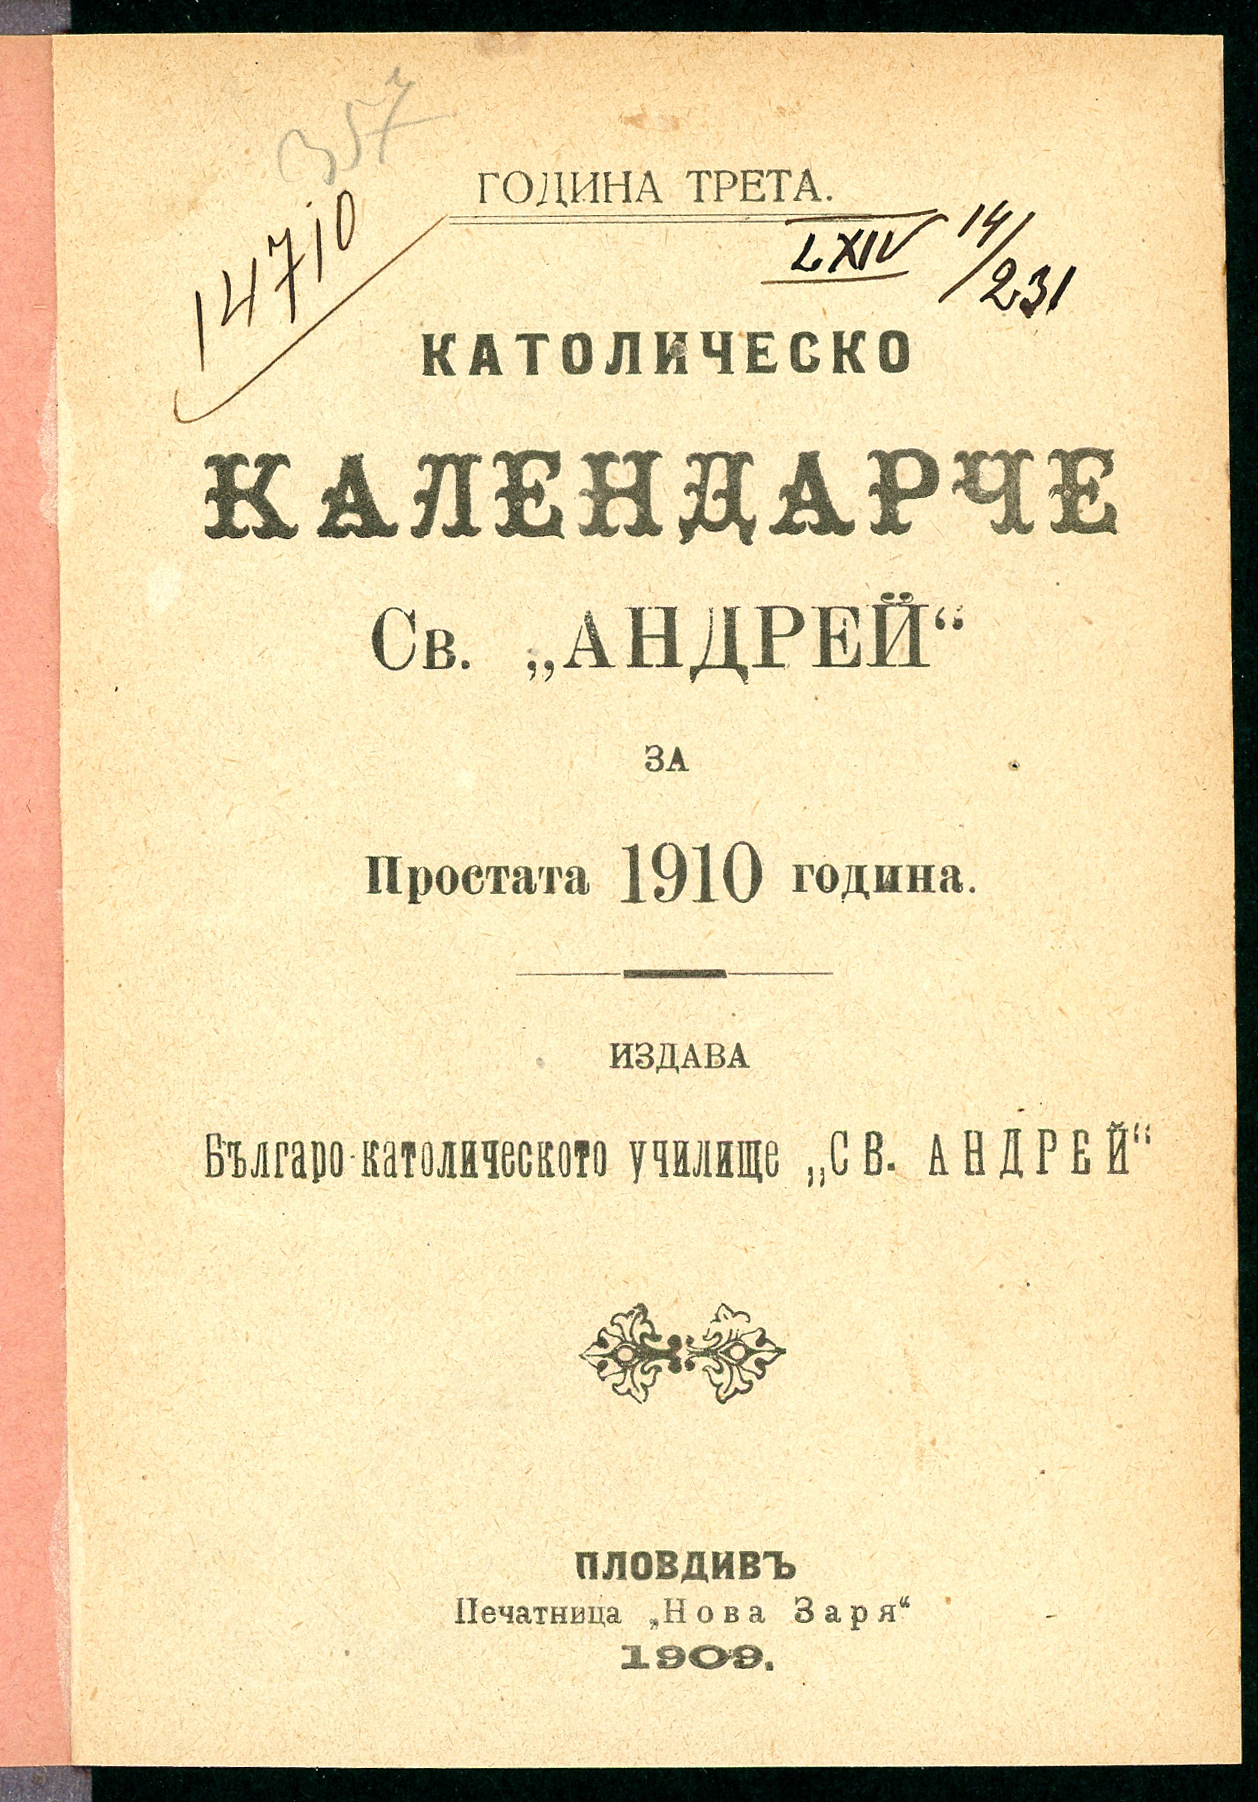 357
ГОДИНА ТРЕТА.
14710
LXIV 14/231
КАТОЛИЧЕСКО
КАЛЕНДАРЧЕ
Св. „АНДРЕЙ“
ЗА
Простата 1910 година.
ИЗДАВА
Българо-католическото училище „СВ. АНДРЕЙ“
ПЛОВДИВЪ
Печатница „Нова Заря“
1909.